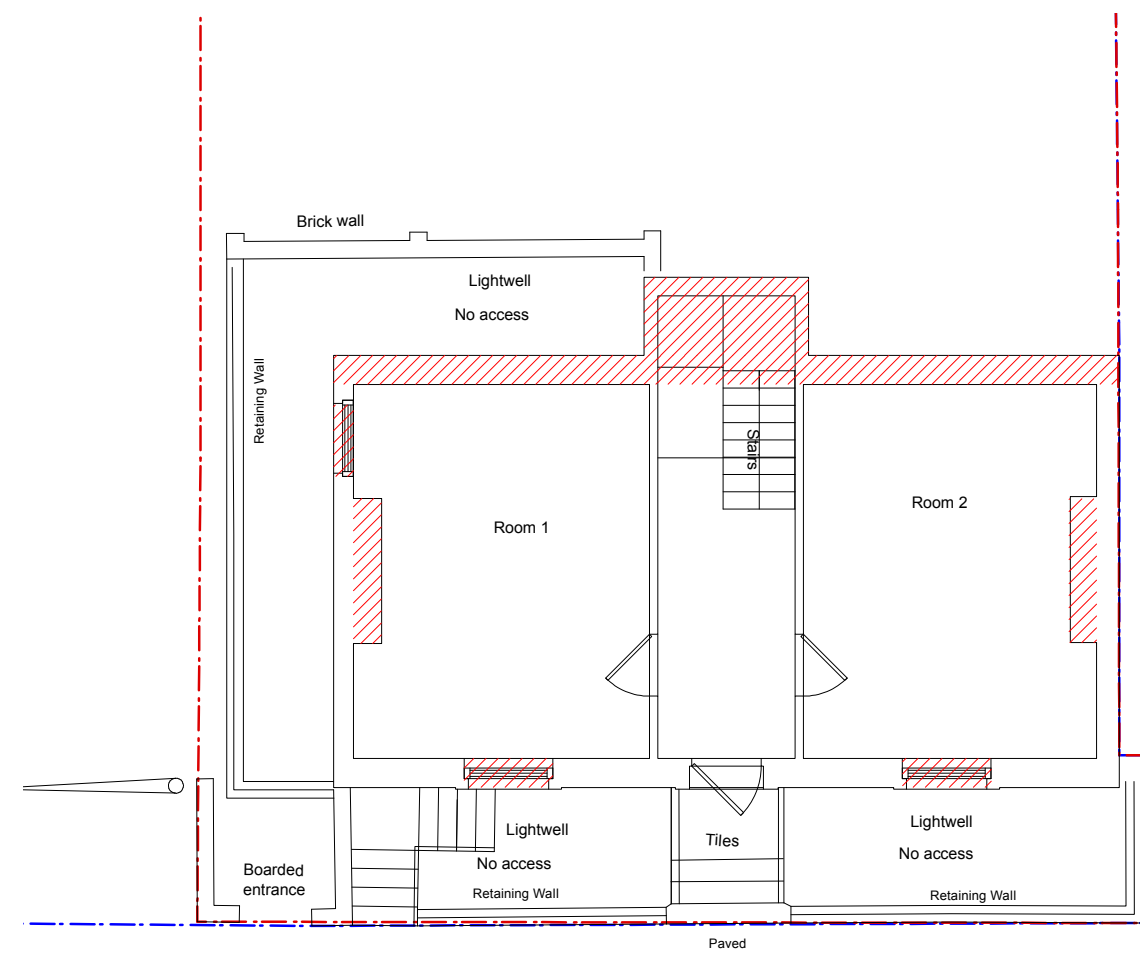 Brick wall
Lightwell
No access
Retaining Wall
Stairs
Room 1
Room 2
Lightwell
No access
Retaining Wall
Tiles
Lightwell
No access
Retaining Wall
Boarded
entrance
Paved